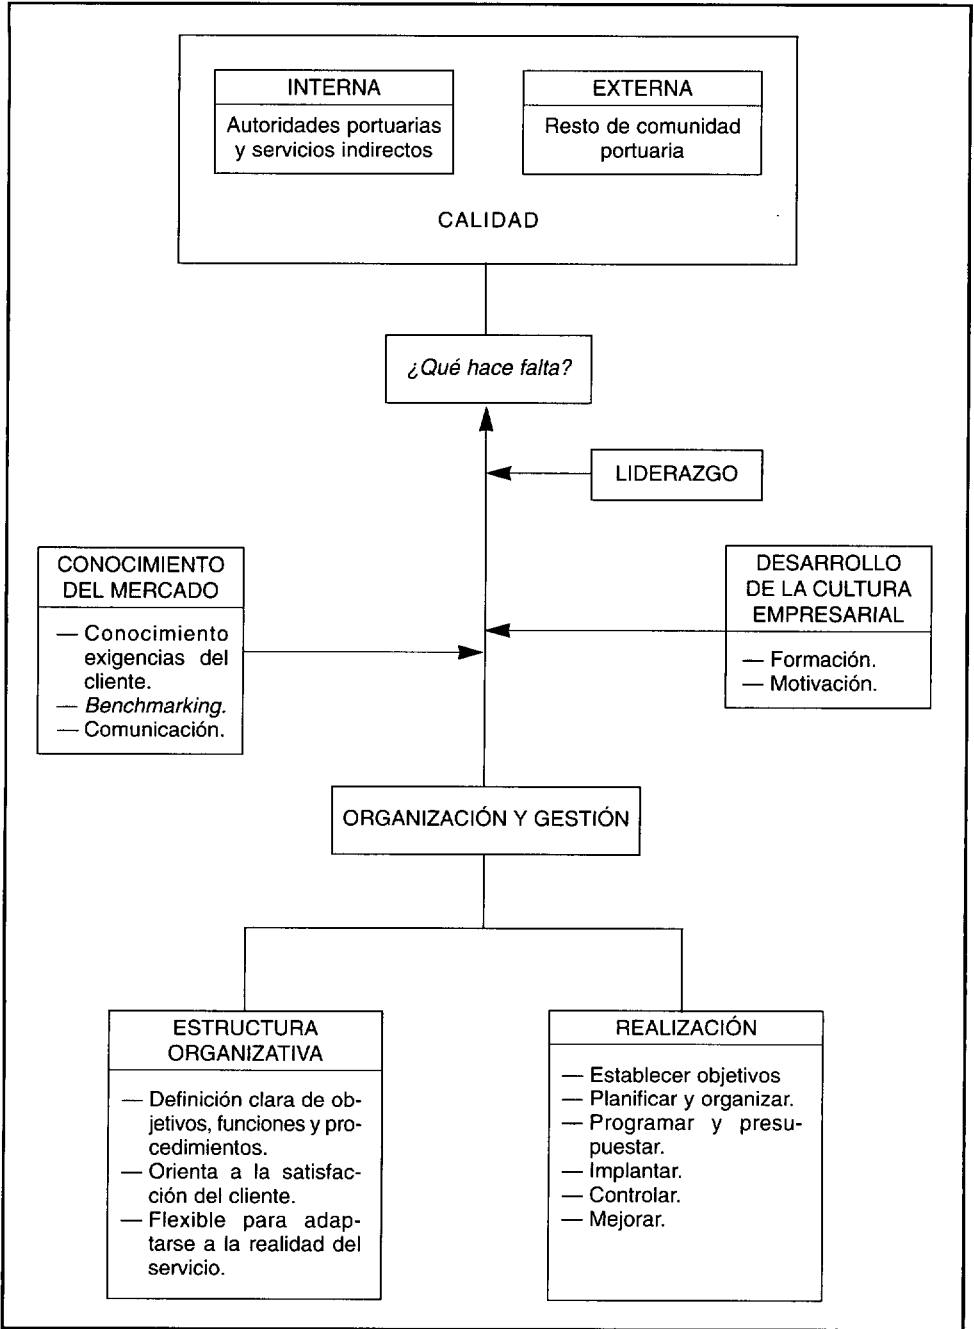 INTERNA
Autoridades portuarias
y servicios indirectos
EXTERNA
Resto de comunidad
portuaria
CALIDAD
¿Qué hace falta?
LIDERAZGO
CONOCIMIENTO
DEL MERCADO
— Conocimiento
exigencias del
cliente.
— Benchmarking.
— Comunicación.
DESARROLLO
DE LA CULTURA
EMPRESARIAL
— Formación.
— Motivación.
ORGANIZACIÓN Y GESTIÓN
ESTRUCTURA
ORGANIZATIVA
— Definición clara de ob-
jetivos, funciones y pro-
cedimientos.
— Orienta a la satisfac-
ción del cliente.
— Flexible para adap-
tarse a la realidad del
servicio.
REALIZACIÓN
— Establecer objetivos
— Planificar y organizar.
— Programar y presu-
puestar.
— Implantar.
— Controlar.
— Mejorar.